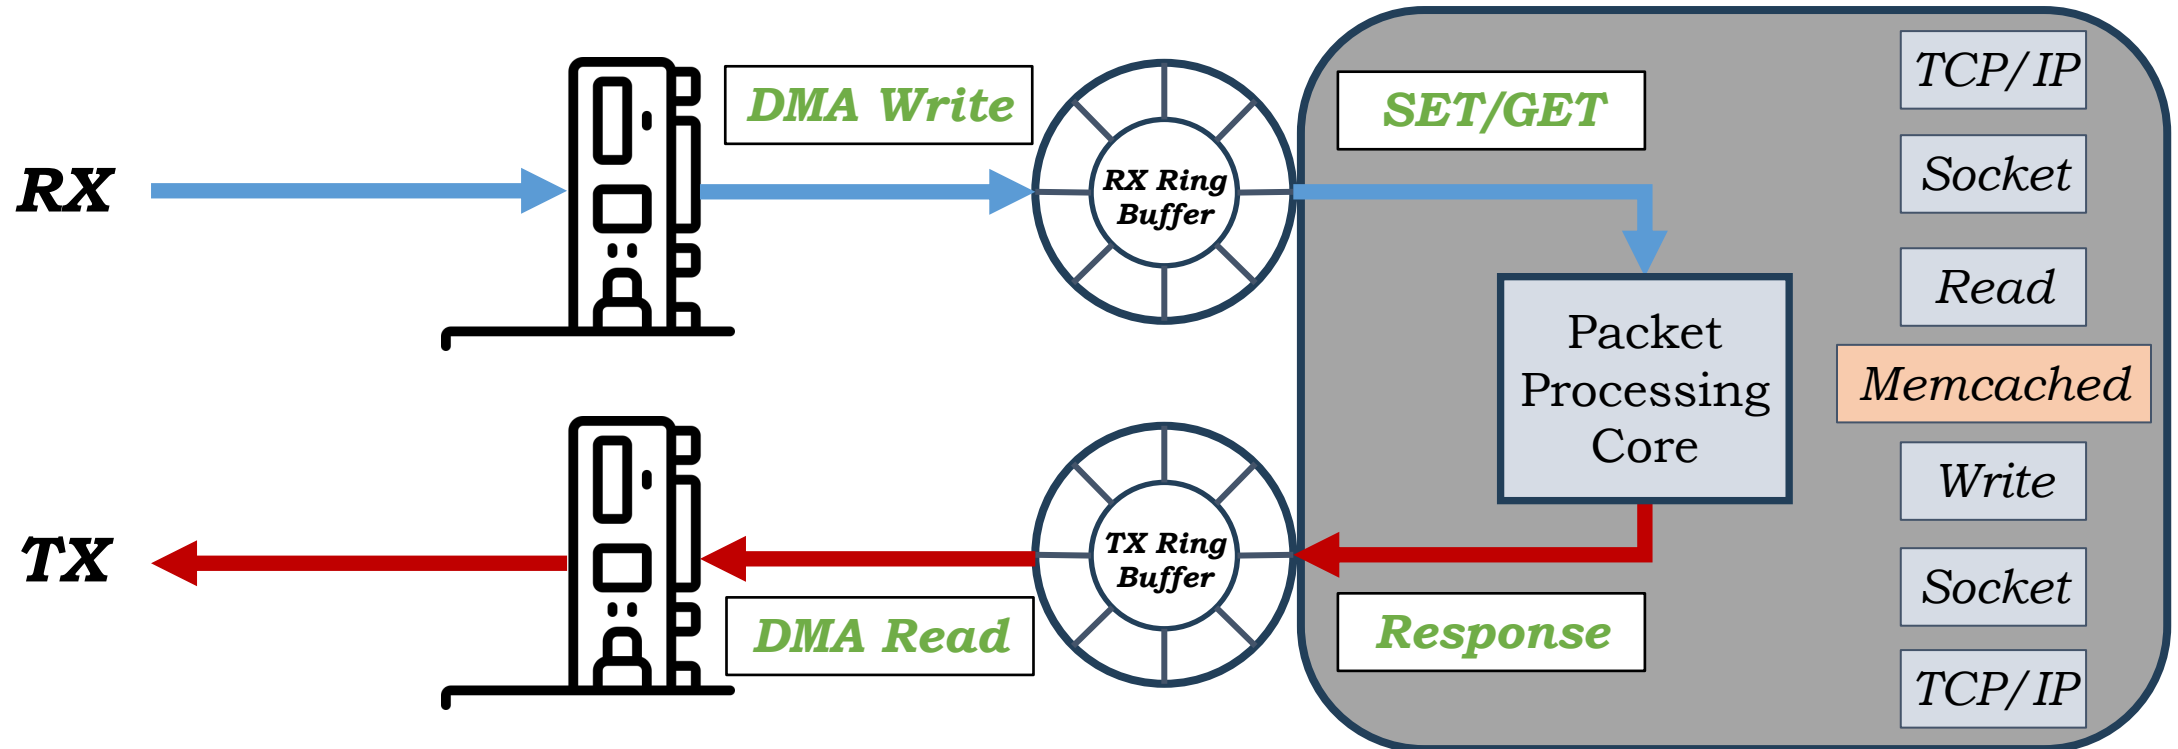 RX
DMA Write
RX Ring
Buffer
SET/GET
Packet
Processing
Core
TX
DMA Read
TX Ring
Buffer
Response
TCP/IP
Socket
Read
Memcached
Write
Socket
TCP/IP